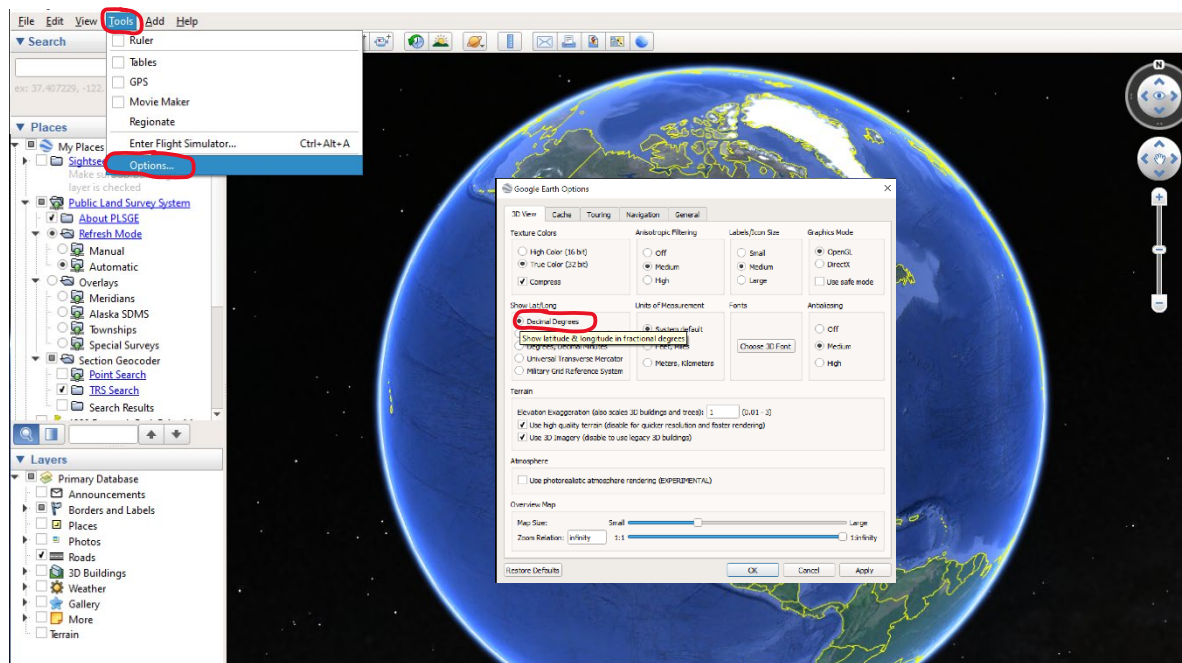 File Edit View Tools Add Help
Search
Ruler
Tables
GPS
Movie Maker
Regionate
Enter Flight Simulator... Ctrl+Alt+A
Options...
ex: 37.407229, -122.
Places
My Places
Sightsee
Make su
layer is checked
Public Land Survey System
About PLSGE
Refresh Mode
Manual
Automatic
Overlays
Meridians
Alaska SDMS
Townships
Special Surveys
Section Geocoder
Point Search
TRS Search
Search Results
Layers
Primary Database
Announcements
Borders and Labels
Places
Photos
Roads
3D Buildings
Weather
Gallery
More
Terrain
N
Google Earth Options
3D View Cache Touring Navigation General
Texture Colors Anisotropic Filtering Labels/Icon Size Graphics Mode
High Color (16 bit) Off Small OpenGL
True Color (32 bit) Medium Medium DirectX
Compress High Large Use safe mode
Show Lat/Long Units of Measurement Fonts Antialiasing
Decimal Degrees System default Off
Show latitude & longitude in fractional degrees
Degrees, Decimal Minutes Feet, Miles Choose 3D Font Medium
Universal Transverse Mercator Meters, Kilometers High
Military Grid Reference System
Terrain
Elevation Exaggeration (also scales 3D buildings and trees): 1 (0.01 - 3)
Use high quality terrain (disable for quicker resolution and faster rendering)
Use 3D Imagery (disable to use legacy 3D buildings)
Atmosphere
Use photorealistic atmosphere rendering (EXPERIMENTAL)
Overview Map
Map Size: Small Large
Zoom Relation: infinity 1:1 1:infinity
Restore Defaults OK Cancel Apply